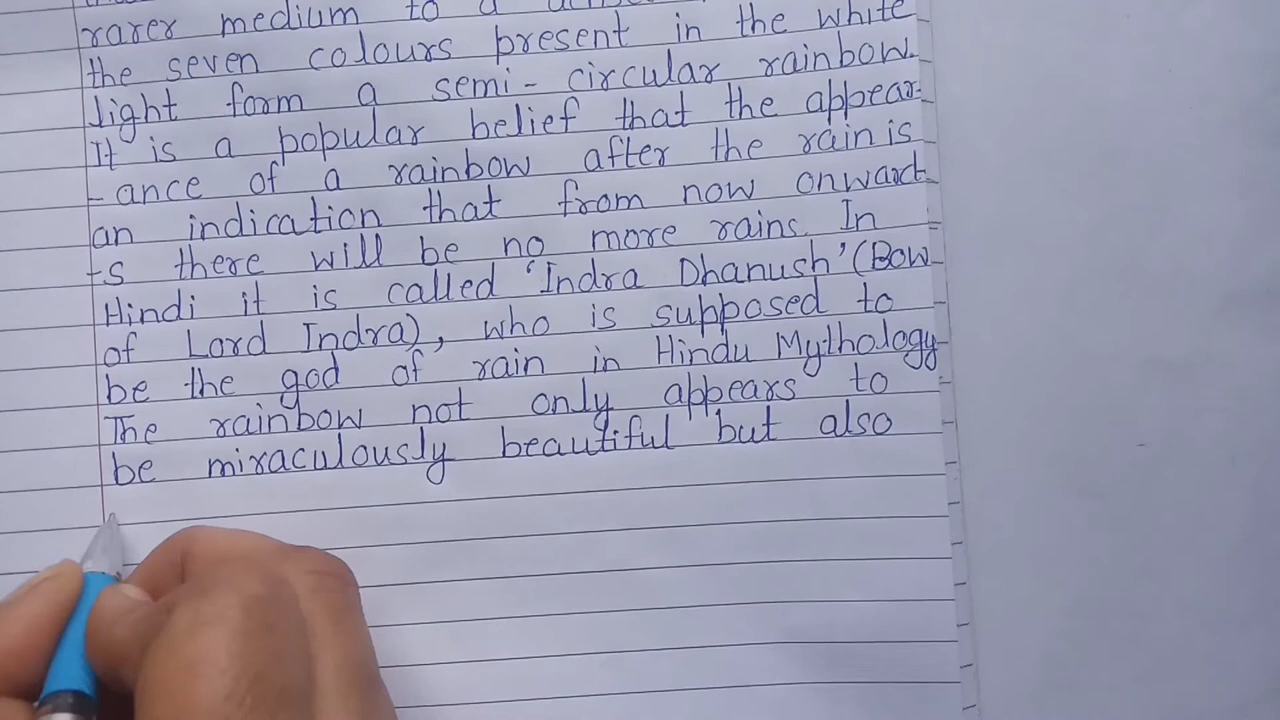 rarer medium to a
the seven colours present in the white
light form a semi-circular rainbow.
It is a popular belief that the appear-
-ance of a rainbow after the rain is
an indication that from now onward-
-s there will be no more rains. In
Hindi it is called 'Indra Dhanush' (Bow
of Lord Indra), who is supposed to
be the god of rain in Hindu Mythology
The rainbow not only appears to
be miraculously beautiful but also